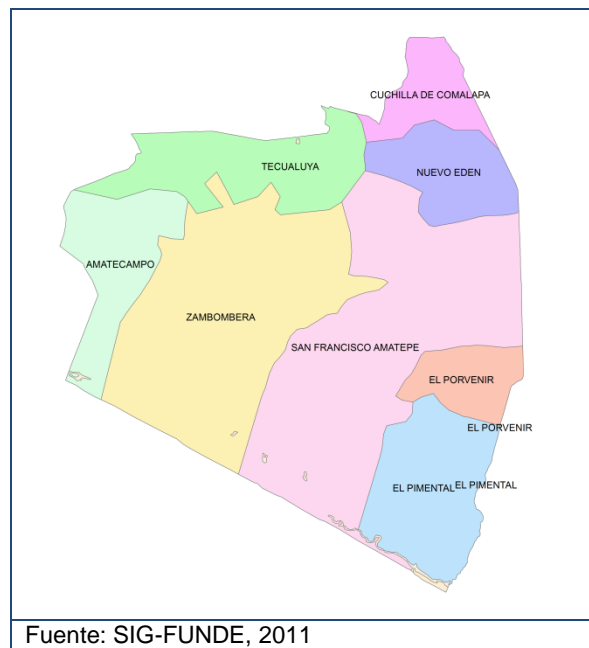 CUCHILLA DE COMALAPA
TECUALUYA
NUEVO EDEN
AMATECAMPO
ZAMBOMBERA
SAN FRANCISCO AMATEPE
EL PORVENIR
EL PORVENIR
EL PIMENTAL
EL PIMENTAL
Fuente: SIG-FUNDE, 2011